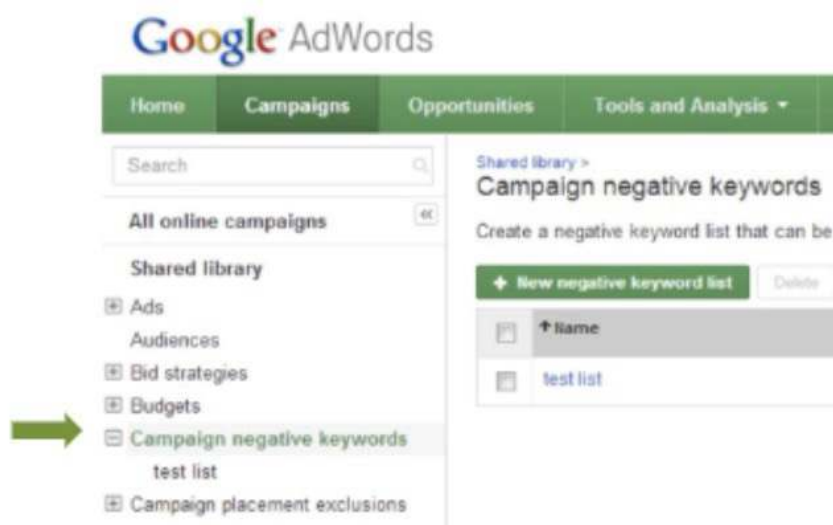 Google AdWords
Home Campaigns Opportunities Tools and Analysis
Search
All online campaigns
Shared library
Ads
Audiences
Bid strategies
Budgets
Campaign negative keywords
test list
Campaign placement exclusions
Shared library >
Campaign negative keywords
Create a negative keyword list that can be
New negative keyword list Delete
Name
test list